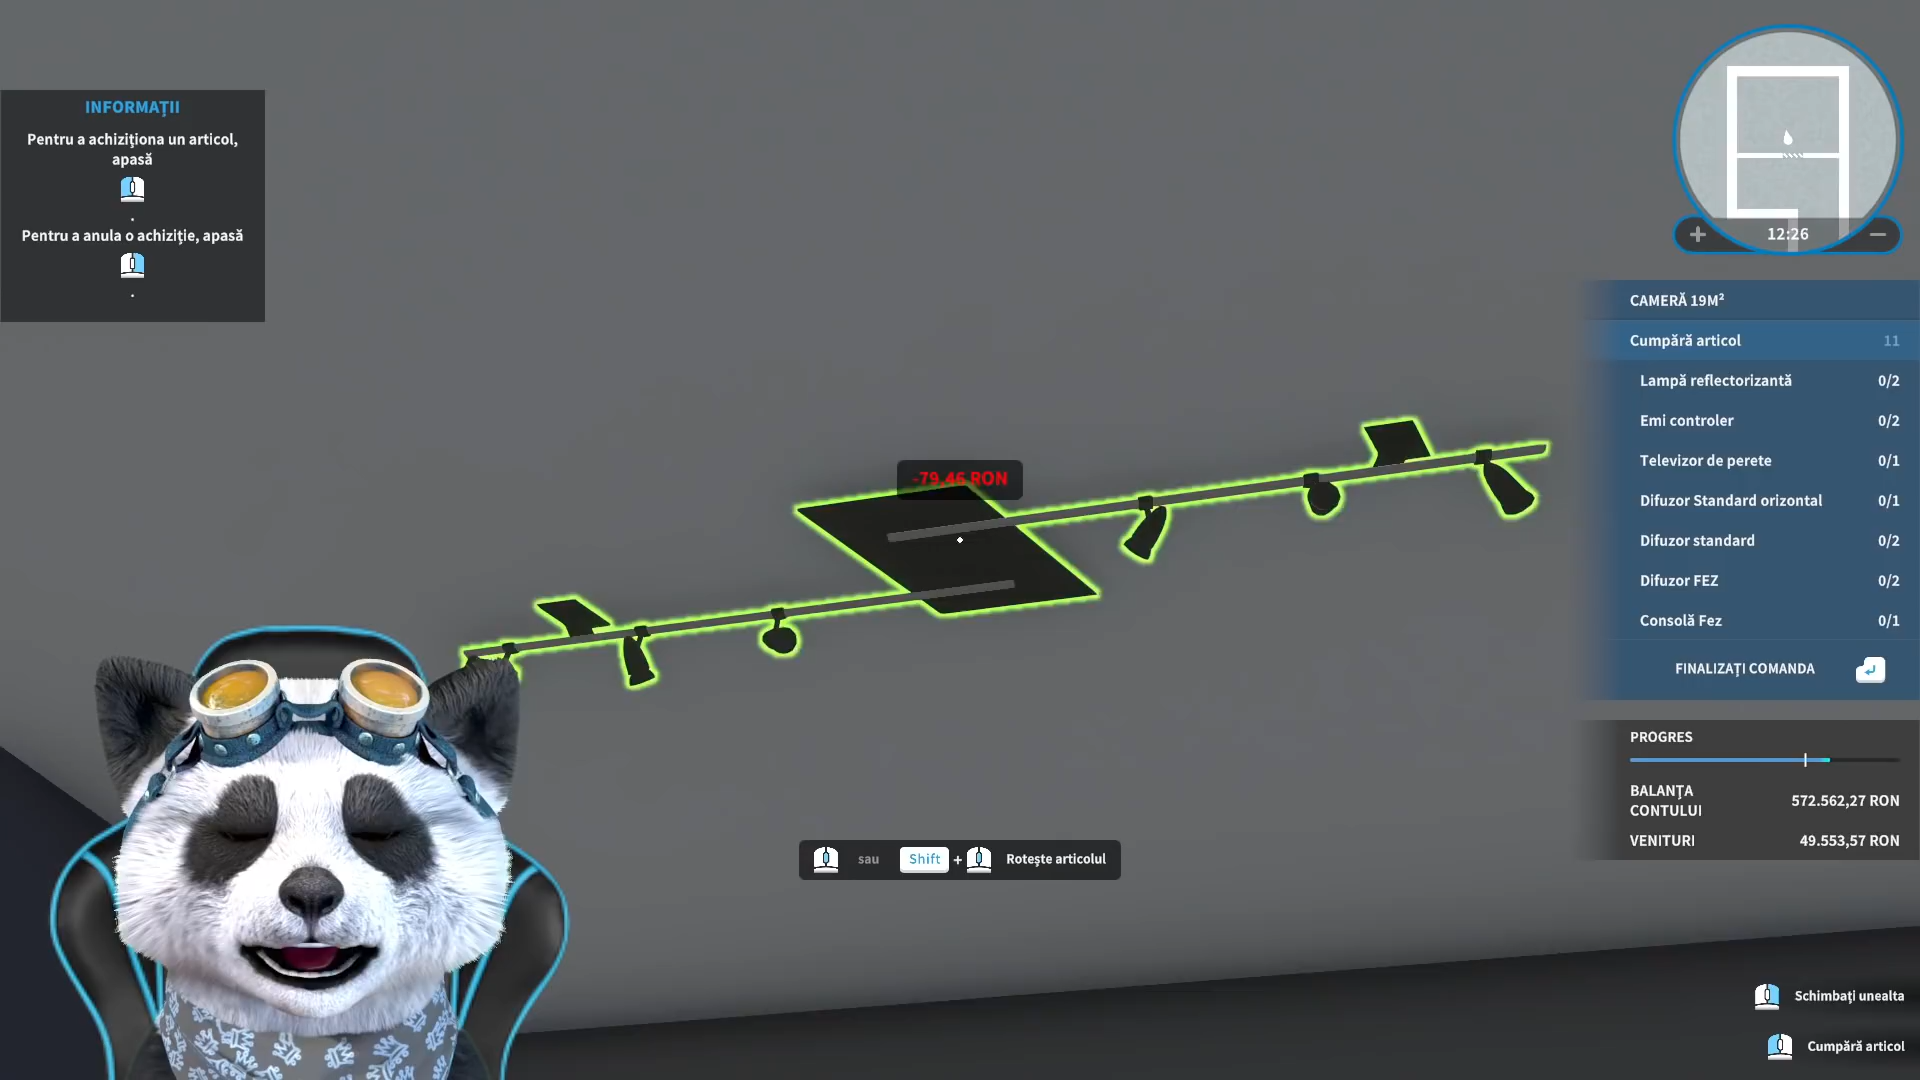 INFORMAȚII
Pentru a achiziționa un articol,
apasă
.
Pentru a anula o achiziție, apasă
.
12:26
CAMERĂ 19M²
Cumpără articol 11
Lampă reflectorizantă 0/2
Emi controler 0/2
Televizor de perete 0/1
Difuzor Standard orizontal 0/1
Difuzor standard 0/2
Difuzor FEZ 0/2
Consolă Fez 0/1
FINALIZAȚI COMANDA
-79,46 RON
PROGRES
BALANȚA
CONTULUI 572.562,27 RON
VENITURI 49.553,57 RON
sau Shift + Rotește articolul
Schimbați unealta
Cumpără articol